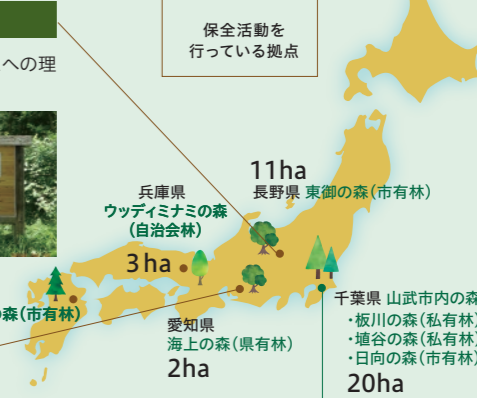 保全活動を
行っている拠点
への理
11ha
長野県 東御の森(市有林)
兵庫県
ウッディミナミの森
(自治会林)
3ha
の森(市有林)
愛知県
海上の森(県有林)
2ha
千葉県 山武市内の森
・板川の森(私有林)
・埴谷の森(私有林)
・日向の森(市有林)
20ha